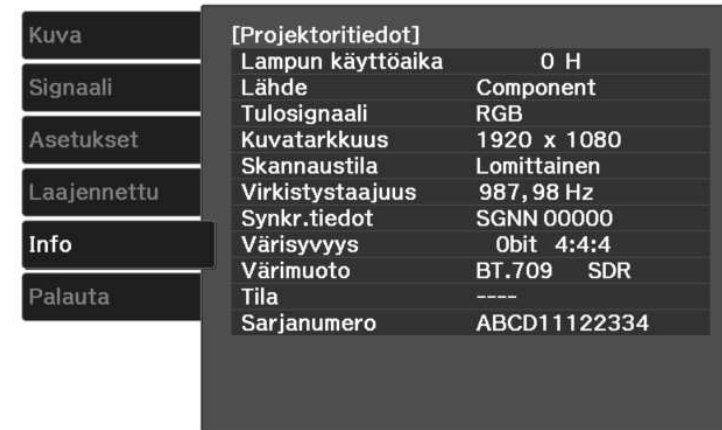 Kuva
Signaali
Asetukset
Laajennettu
Info
Palauta
[Projektoritiedot]
Lampun käyttöaika 0 H
Lähde Component
Tulosignaali RGB
Kuvatarkkuus 1920 x 1080
Skannaustila Lomittainen
Virkistystaajuus 987,98 Hz
Synkr.tiedot SGNN 00000
Värisyvyys 0bit 4:4:4
Värimuoto BT.709 SDR
Tila ----
Sarjanumero ABCD11122334